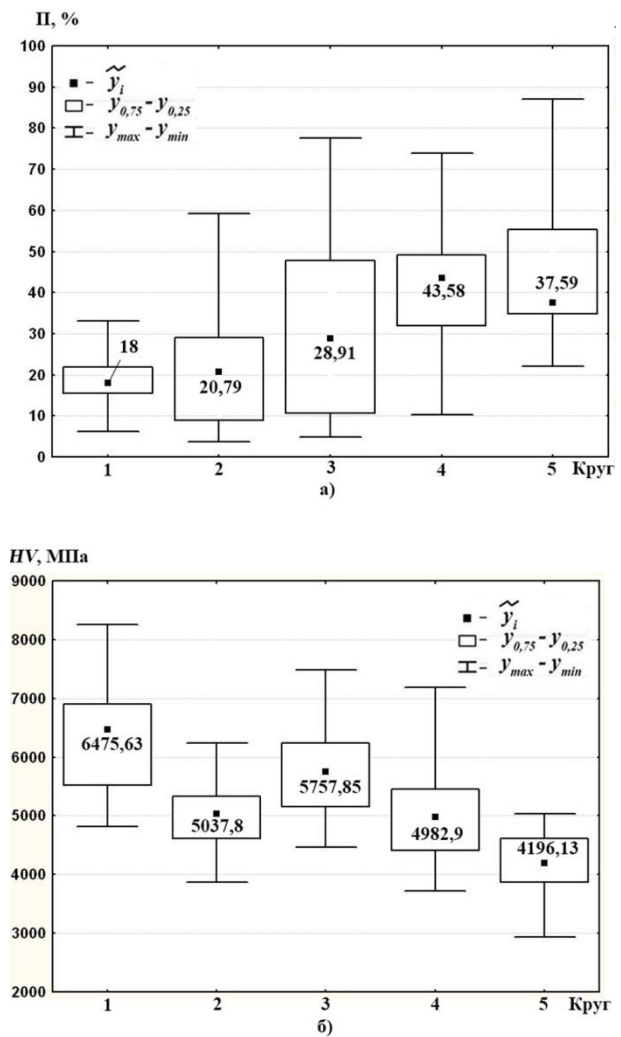 П, %
100
90
80
70
60
50
40
30
20
10
0
■ – ỹi
□ – y0,75 – y0,25
⌶ – ymax – ymin
18
20,79
28,91
43,58
37,59
1 2 3 4 5 Круг
а)
HV, МПа
9000
8000
7000
6000
5000
4000
3000
2000
■ – ỹi
□ – y0,75 – y0,25
⌶ – ymax – ymin
6475,63
5037,8
5757,85
4982,9
4196,13
1 2 3 4 5 Круг
б)